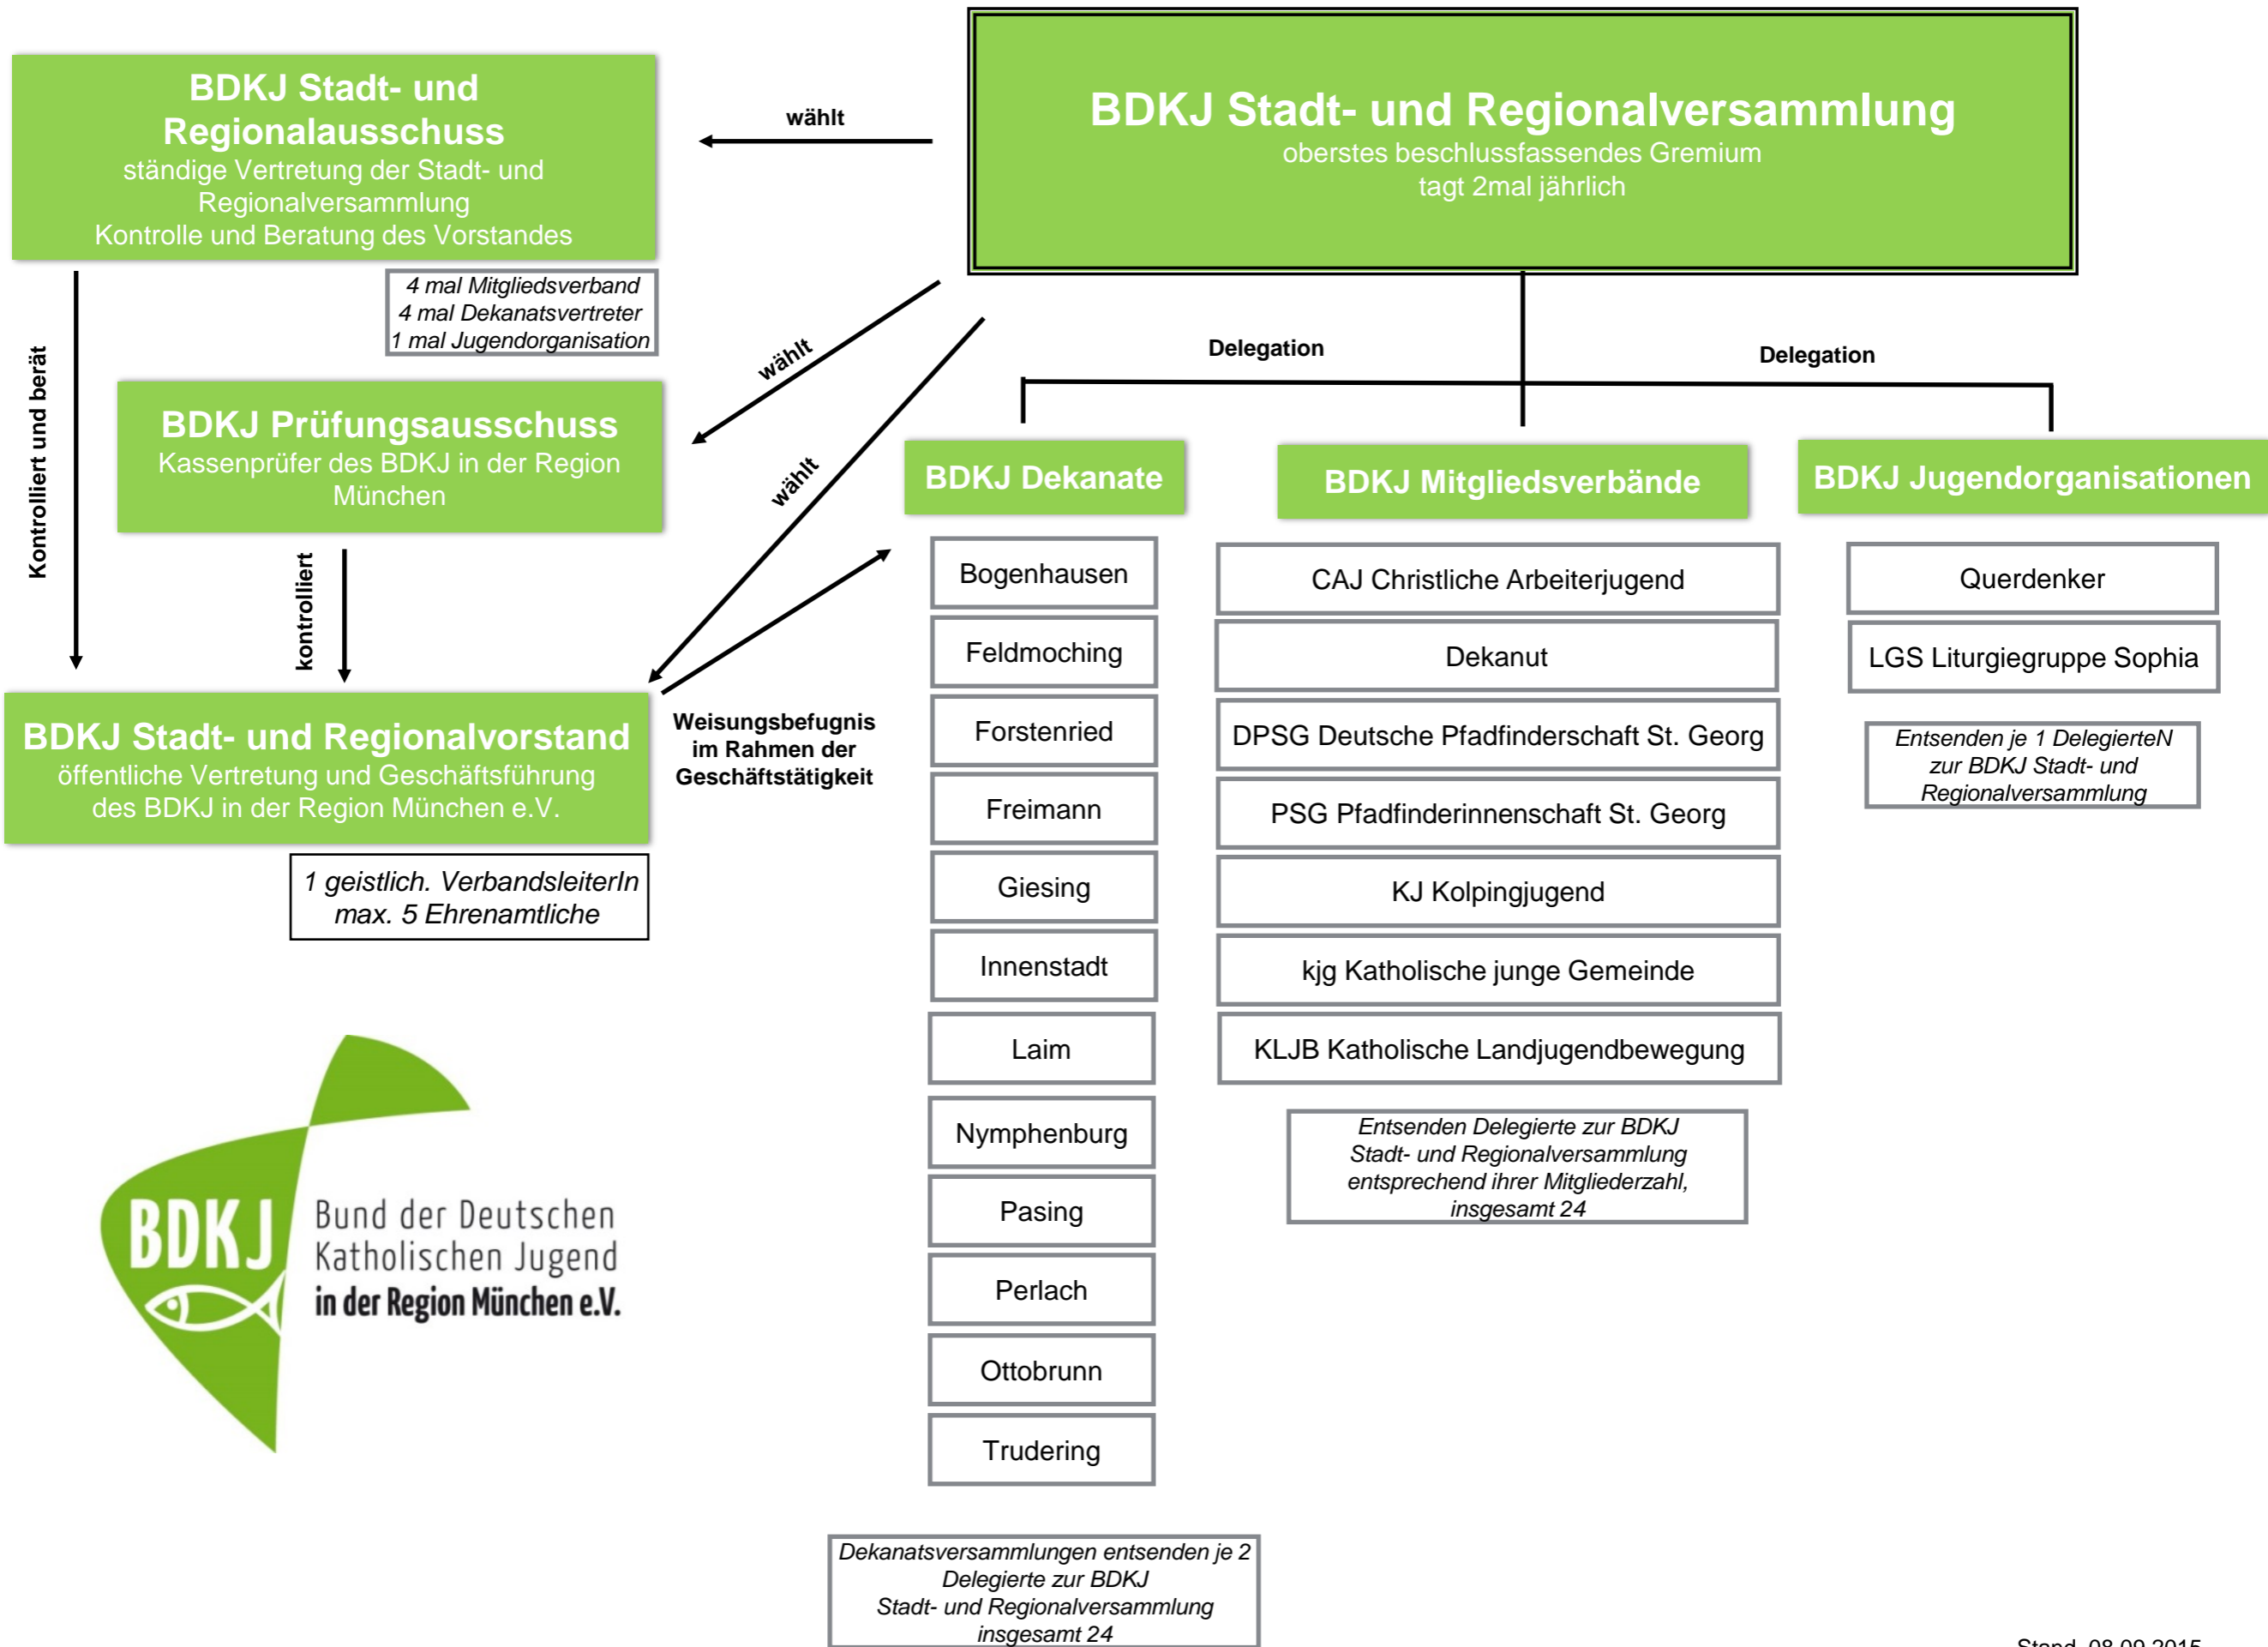 BDKJ Stadt- und
Regionalausschuss
ständige Vertretung der Stadt- und
Regionalversammlung
Kontrolle und Beratung des Vorstandes
4 mal Mitgliedsverband
4 mal Dekanatsvertreter
1 mal Jugendorganisation
wählt
BDKJ Stadt- und Regionalversammlung
oberstes beschlussfassendes Gremium
tagt 2mal jährlich
Kontrolliert und berät
wählt
wählt
Delegation
Delegation
BDKJ Prüfungsausschuss
Kassenprüfer des BDKJ in der Region
München
kontrolliert
BDKJ Stadt- und Regionalvorstand
öffentliche Vertretung und Geschäftsführung
des BDKJ in der Region München e.V.
1 geistlich. VerbandsleiterIn
max. 5 Ehrenamtliche
Weisungsbefugnis
im Rahmen der
Geschäftstätigkeit
BDKJ Dekanate
Bogenhausen
Feldmoching
Forstenried
Freimann
Giesing
Innenstadt
Laim
Nymphenburg
Pasing
Perlach
Ottobrunn
Trudering
Dekanatsversammlungen entsenden je 2
Delegierte zur BDKJ
Stadt- und Regionalversammlung
insgesamt 24
BDKJ Mitgliedsverbände
CAJ Christliche Arbeiterjugend
Dekanut
DPSG Deutsche Pfadfinderschaft St. Georg
PSG Pfadfinderinnenschaft St. Georg
KJ Kolpingjugend
kjg Katholische junge Gemeinde
KLJB Katholische Landjugendbewegung
Entsenden Delegierte zur BDKJ
Stadt- und Regionalversammlung
entsprechend ihrer Mitgliederzahl,
insgesamt 24
BDKJ Jugendorganisationen
Querdenker
LGS Liturgiegruppe Sophia
Entsenden je 1 DelegierteN
zur BDKJ Stadt- und
Regionalversammlung
BDKJ
Bund der Deutschen
Katholischen Jugend
in der Region München e.V.
Stand 08.09.2015